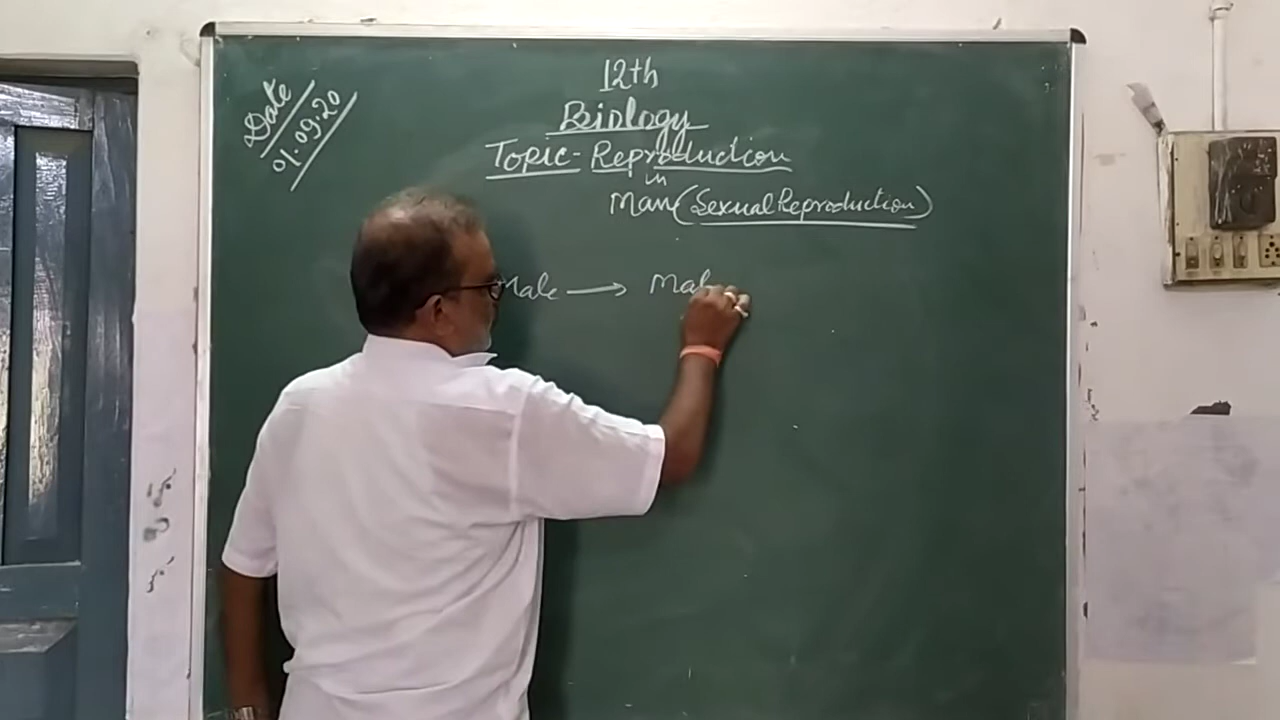 Date
01.09.20
12th
Biology
Topic - Reproduction
in
Man (Sexual Reproduction)
Male → Mal